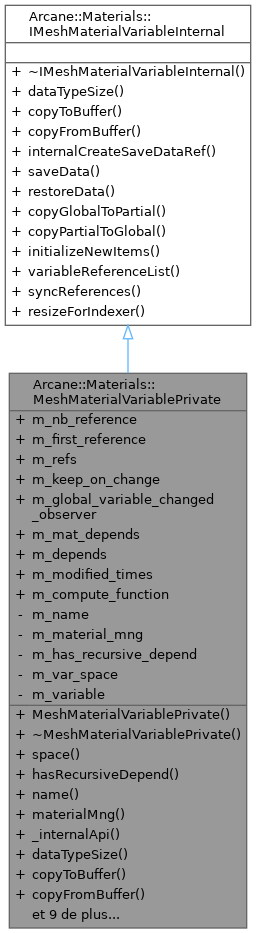 Arcane::Materials::
IMeshMaterialVariableInternal
+ ~IMeshMaterialVariableInternal()
+ dataTypeSize()
+ copyToBuffer()
+ copyFromBuffer()
+ internalCreateSaveDataRef()
+ saveData()
+ restoreData()
+ copyGlobalToPartial()
+ copyPartialToGlobal()
+ initializeNewItems()
+ variableReferenceList()
+ syncReferences()
+ resizeForIndexer()
Arcane::Materials::
MeshMaterialVariablePrivate
+ m_nb_reference
+ m_first_reference
+ m_refs
+ m_keep_on_change
+ m_global_variable_changed
_observer
+ m_mat_depends
+ m_depends
+ m_modified_times
+ m_compute_function
- m_name
- m_material_mng
- m_has_recursive_depend
- m_var_space
- m_variable
+ MeshMaterialVariablePrivate()
+ ~MeshMaterialVariablePrivate()
+ space()
+ hasRecursiveDepend()
+ name()
+ materialMng()
+ _internalApi()
+ dataTypeSize()
+ copyToBuffer()
+ copyFromBuffer()
et 9 de plus...